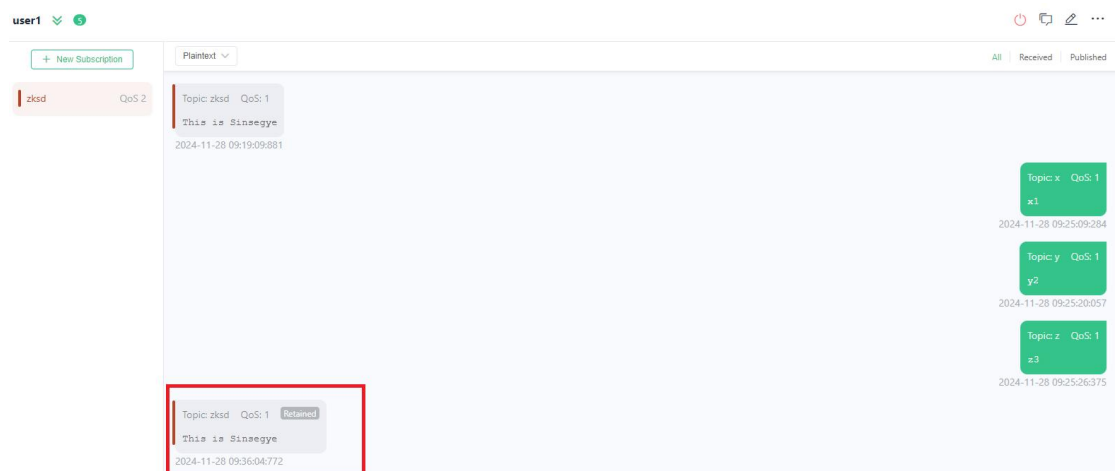 user1 5
+ New Subscription
Plaintext
All Received Published
zksd QoS 2
Topic: zksd QoS: 1
This is Sinsegye
2024-11-28 09:19:09:881
Topic: x QoS: 1
x1
2024-11-28 09:25:09:284
Topic: y QoS: 1
y2
2024-11-28 09:25:20:057
Topic: z QoS: 1
z3
2024-11-28 09:25:26:375
Topic: zksd QoS: 1 Retained
This is Sinsegye
2024-11-28 09:36:04:772